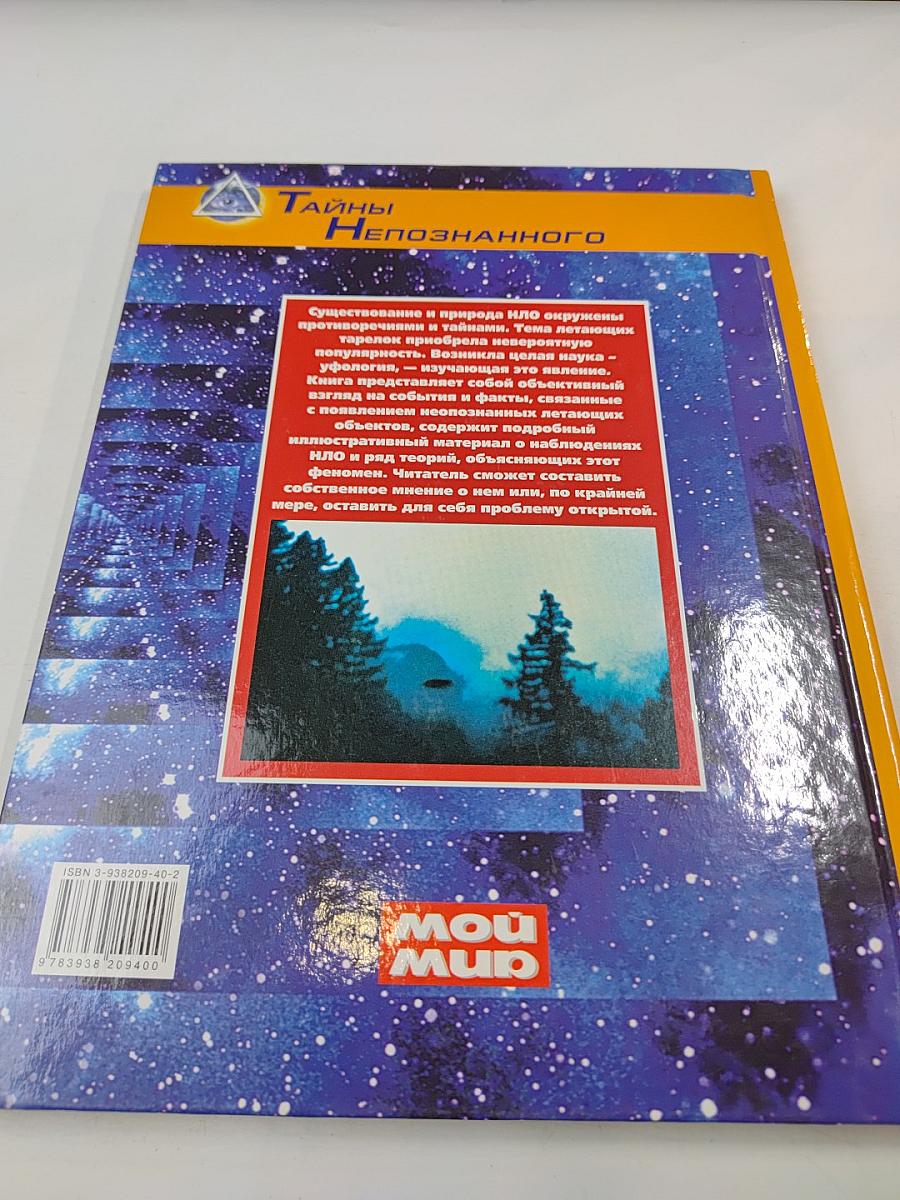 Тайны
Непознанного
Существование и природа НЛО окружены
противоречиями и тайнами. Тема летающих
тарелок приобрела невероятную
популярность. Возникла целая наука –
уфология, — изучающая это явление.
Книга представляет собой объективный
взгляд на события и факты, связанные
с появлением неопознанных летающих
объектов, содержит подробный
иллюстративный материал о наблюдениях
НЛО и ряд теорий, объясняющих этот
феномен. Читатель сможет составить
собственное мнение о нем или, по крайней
мере, оставить для себя проблему открытой.
ISBN 3-938209-40-2
9 783938 209400
мой
мир